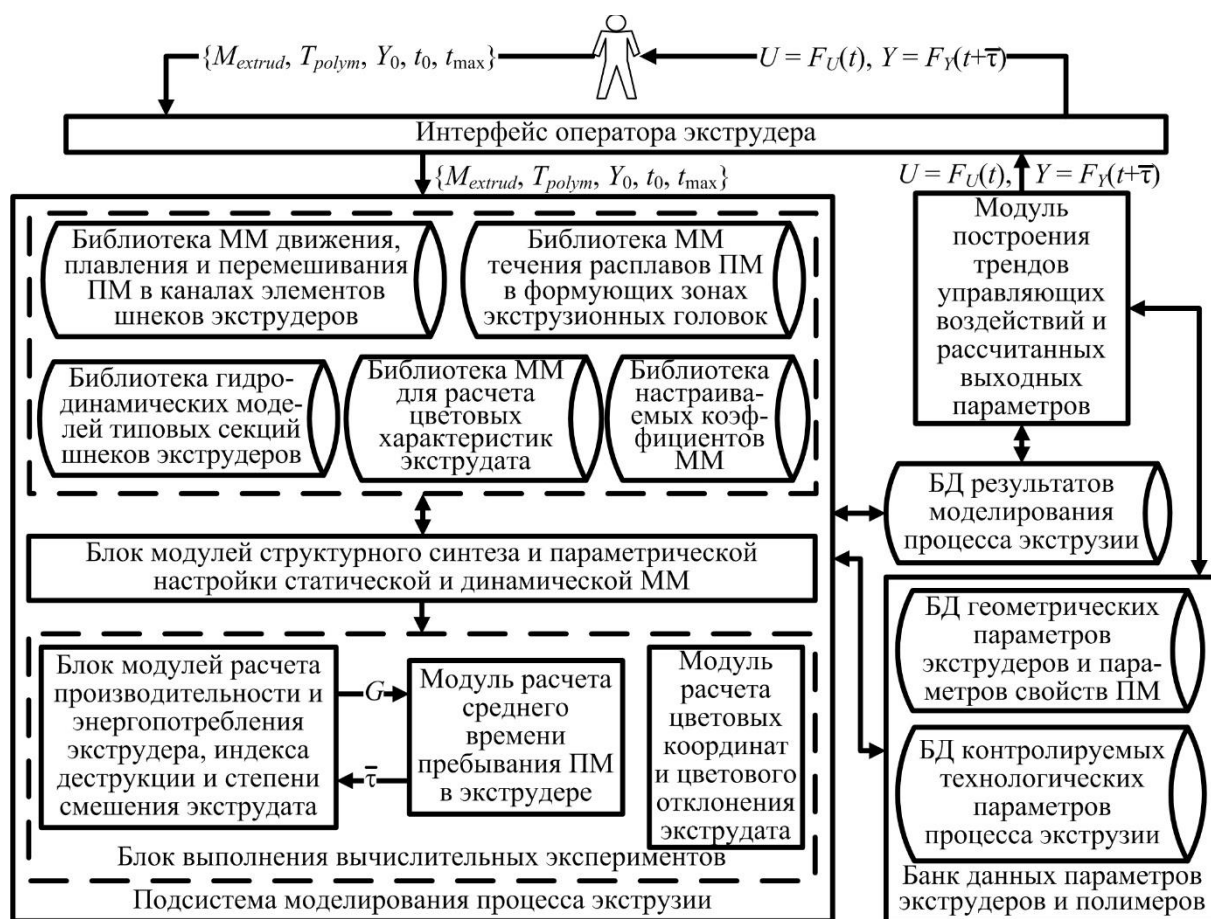 {M_extrud, T_polym, Y_0, t_0, t_max}
U = F_U(t), Y = F_Y(t+τ̅)
Интерфейс оператора экструдера
{M_extrud, T_polym, Y_0, t_0, t_max}
U = F_U(t), Y = F_Y(t+τ̅)
Библиотека ММ движения,
плавления и перемешивания
ПМ в каналах элементов
шнеков экструдеров
Библиотека ММ
течения расплавов ПМ
в формующих зонах
экструзионных головок
Библиотека гидро-
динамических моде-
лей типовых секций
шнеков экструдеров
Библиотека ММ
для расчета
цветовых
характеристик
экструдата
Библиотека
настраива-
емых коэф-
фициентов
ММ
Блок модулей структурного синтеза и параметрической
настройки статической и динамической ММ
Блок модулей расчета
производительности и
энергопотребления
экструдера, индекса
деструкции и степени
смешения экструдата
G
τ̅
Модуль расчета
среднего
времени
пребывания ПМ
в экструдере
Модуль
расчета
цветовых
координат
и цветового
отклонения
экструдата
Блок выполнения вычислительных экспериментов
Подсистема моделирования процесса экструзии
Модуль
построения
трендов
управляющих
воздействий и
рассчитанных
выходных
параметров
БД результатов
моделирования
процесса экструзии
БД геометрических
параметров
экструдеров и пара-
метров свойств ПМ
БД контролируемых
технологических
параметров
процесса экструзии
Банк данных параметров
экструдеров и полимеров